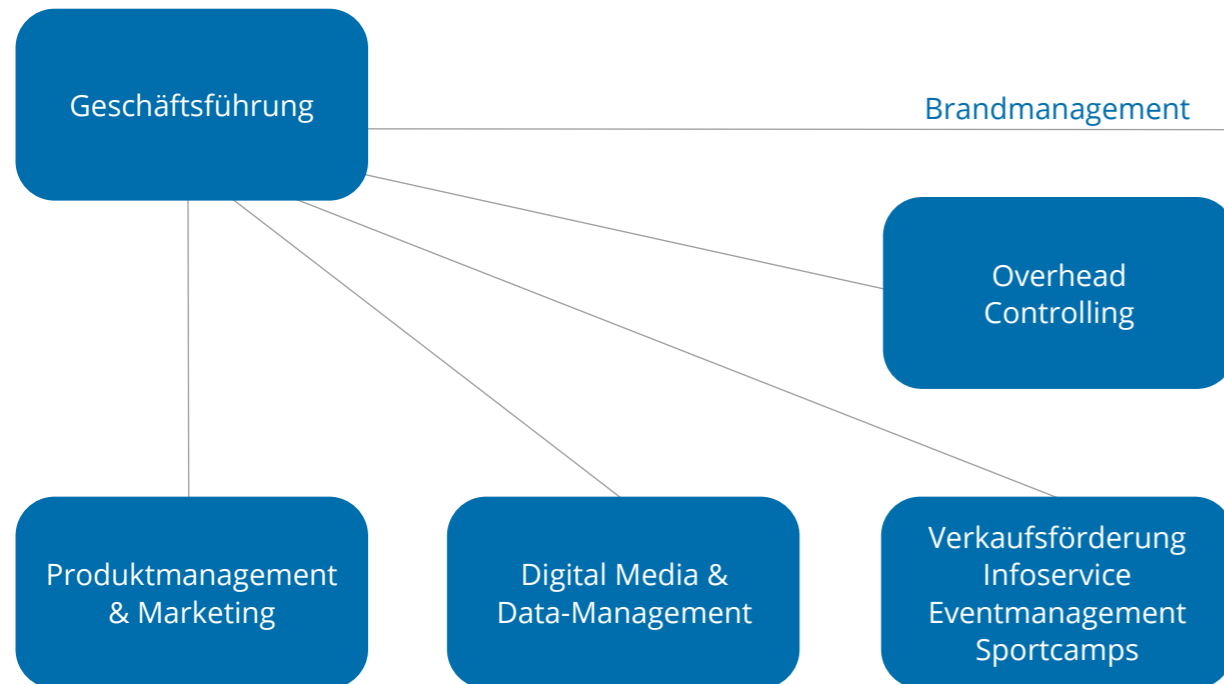 Geschäftsführung
Brandmanagement
Overhead
Controlling
Produktmanagement
& Marketing
Digital Media &
Data-Management
Verkaufsförderung
Infoservice
Eventmanagement
Sportcamps